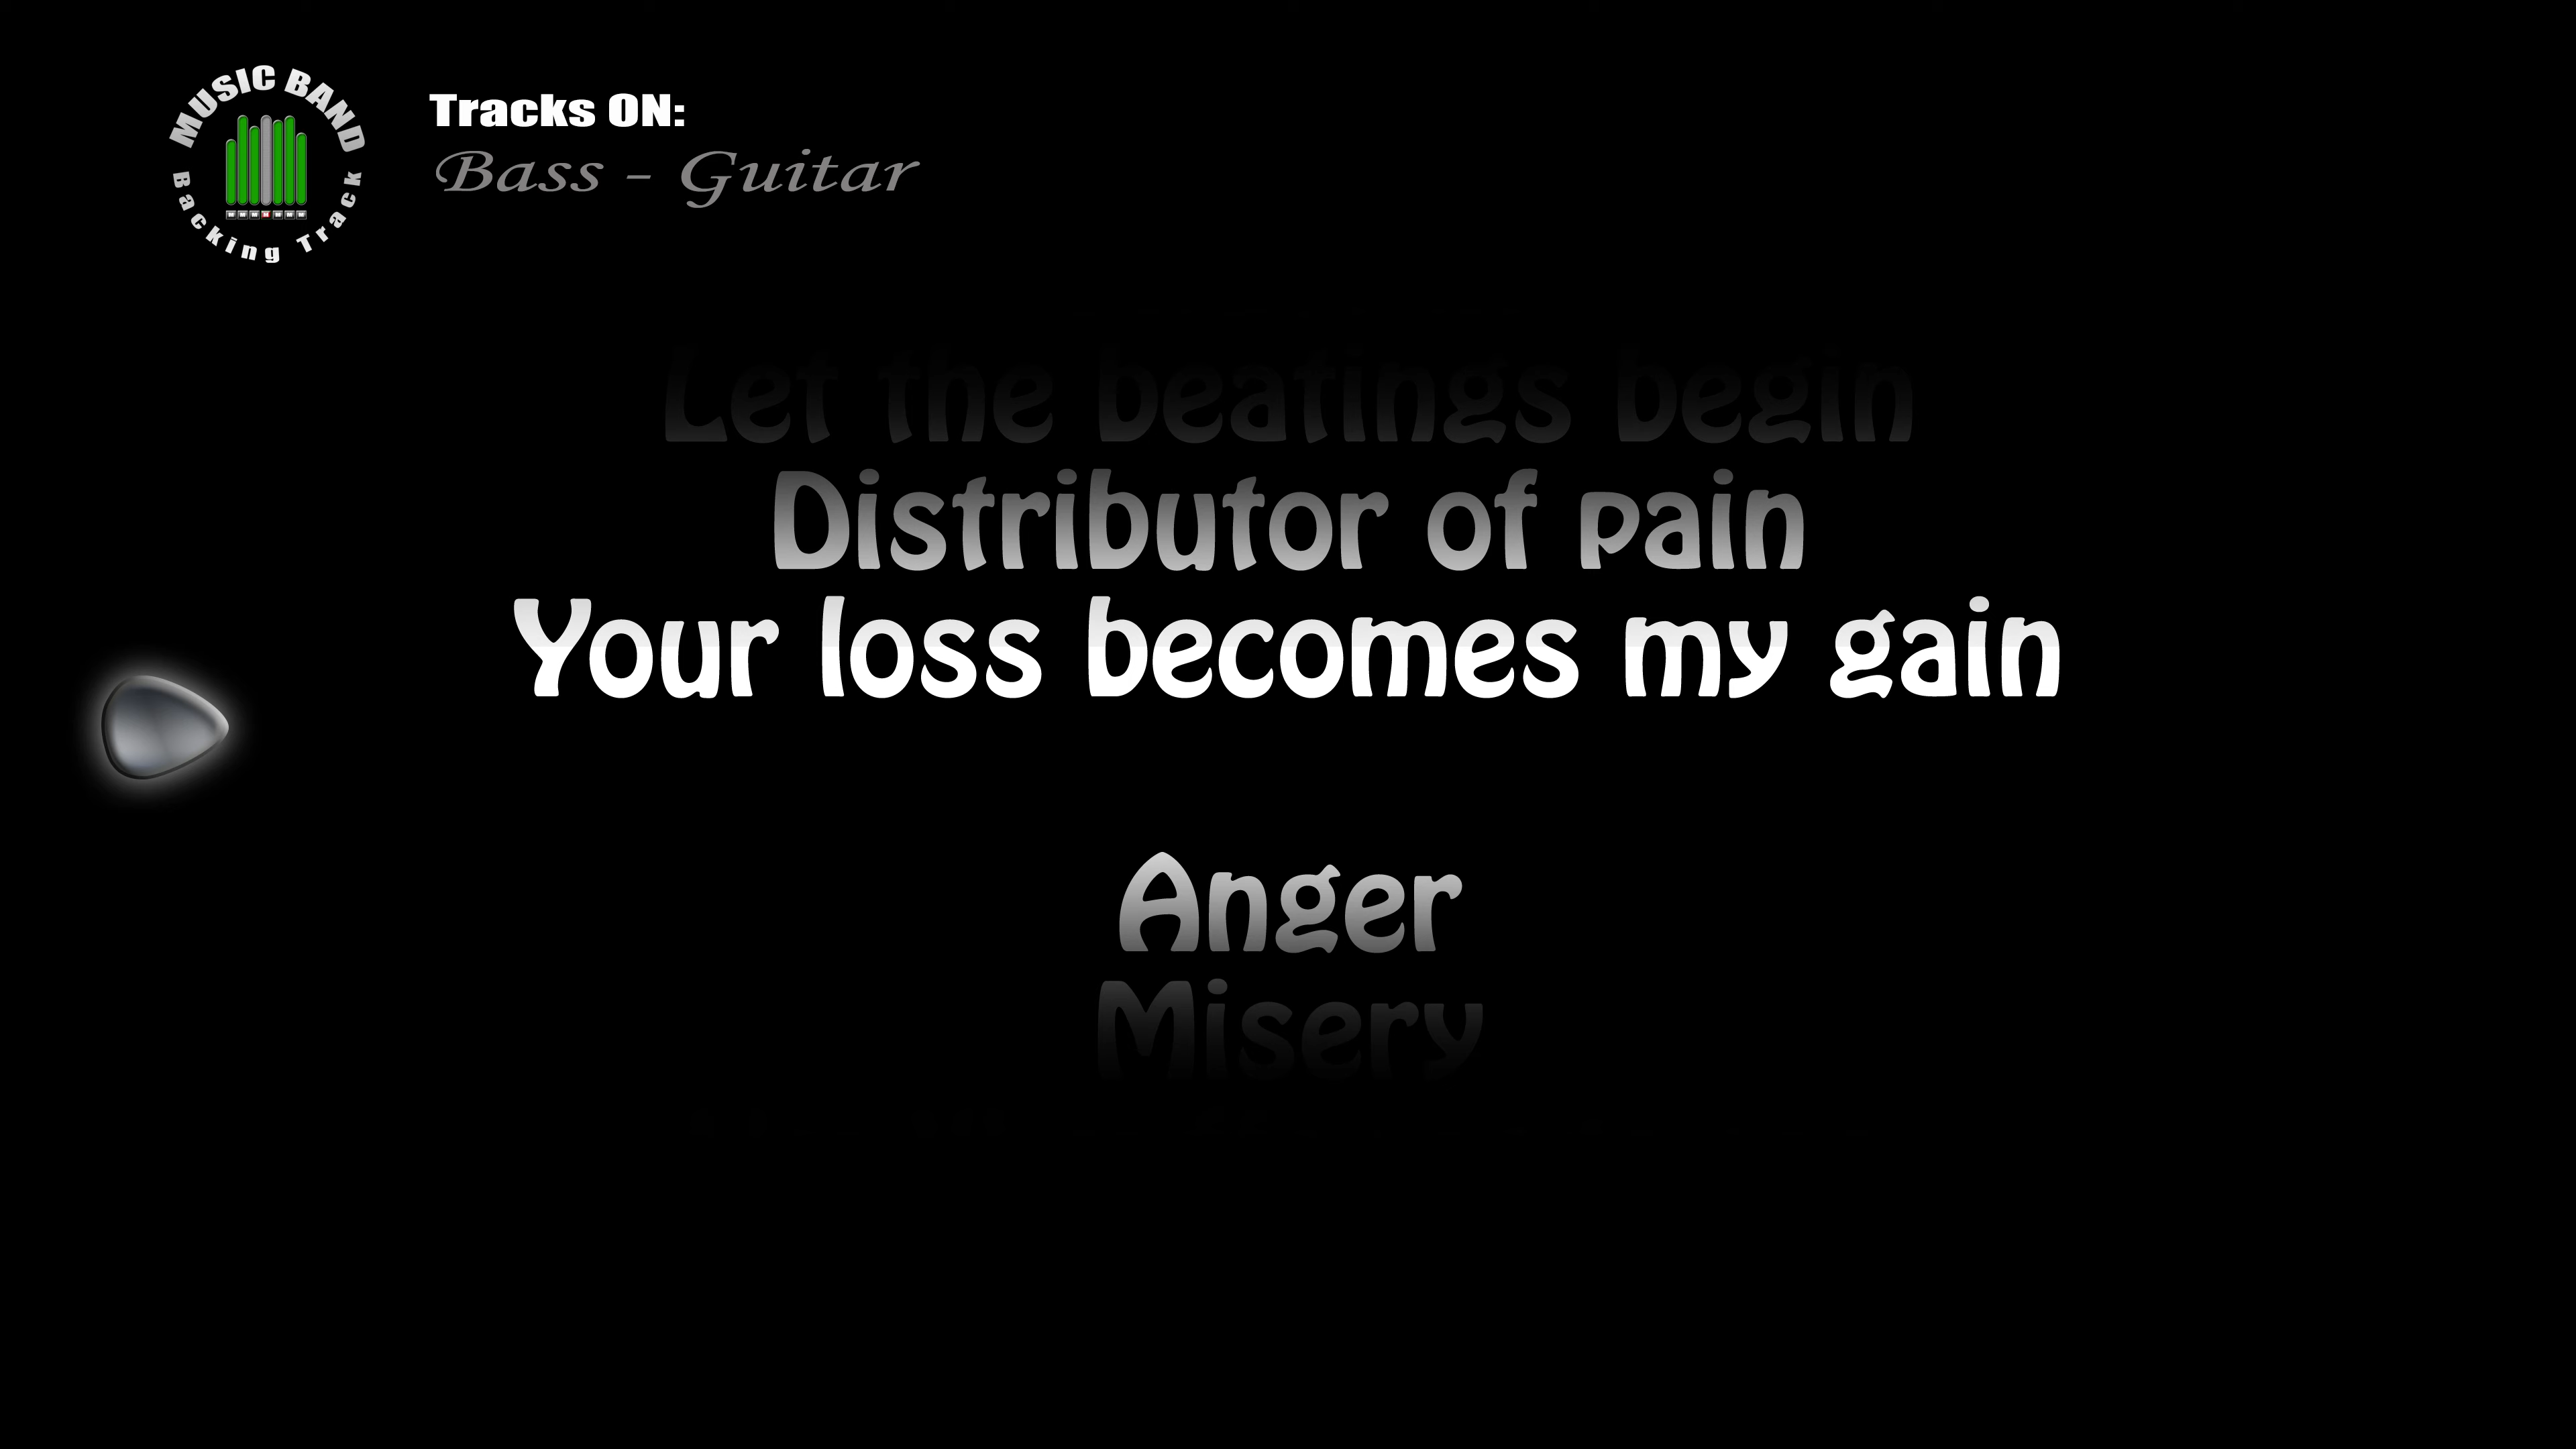 MUSIC BAND
Backing Track
Tracks ON:
Bass - Guitar
Let the beatings begin
Distributor of pain
Your loss becomes my gain
Anger
Misery